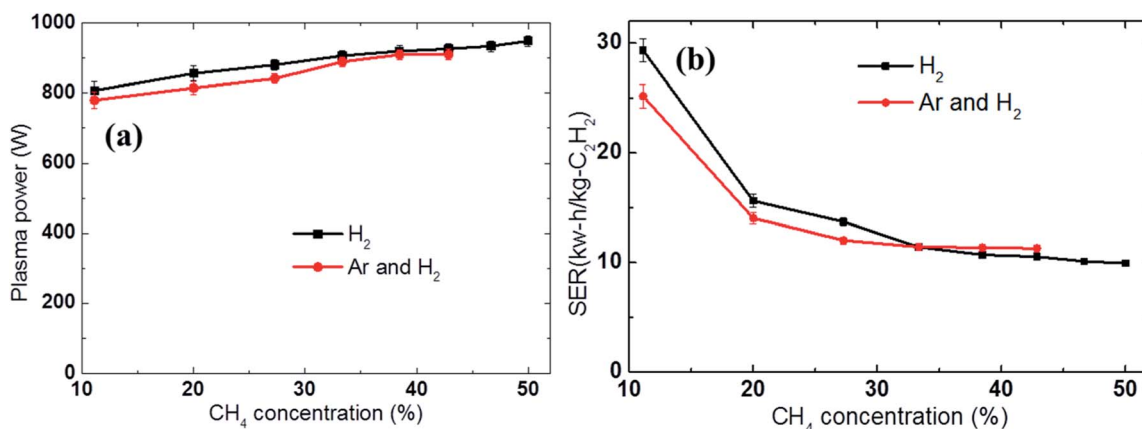 1000
800
600
400
200
0
Plasma power (W)
(a)
H₂
Ar and H₂
10 20 30 40 50
CH₄ concentration (%)
30
20
10
0
SER(kw-h/kg-C₂H₂)
(b)
H₂
Ar and H₂
10 20 30 40 50
CH₄ concentration (%)